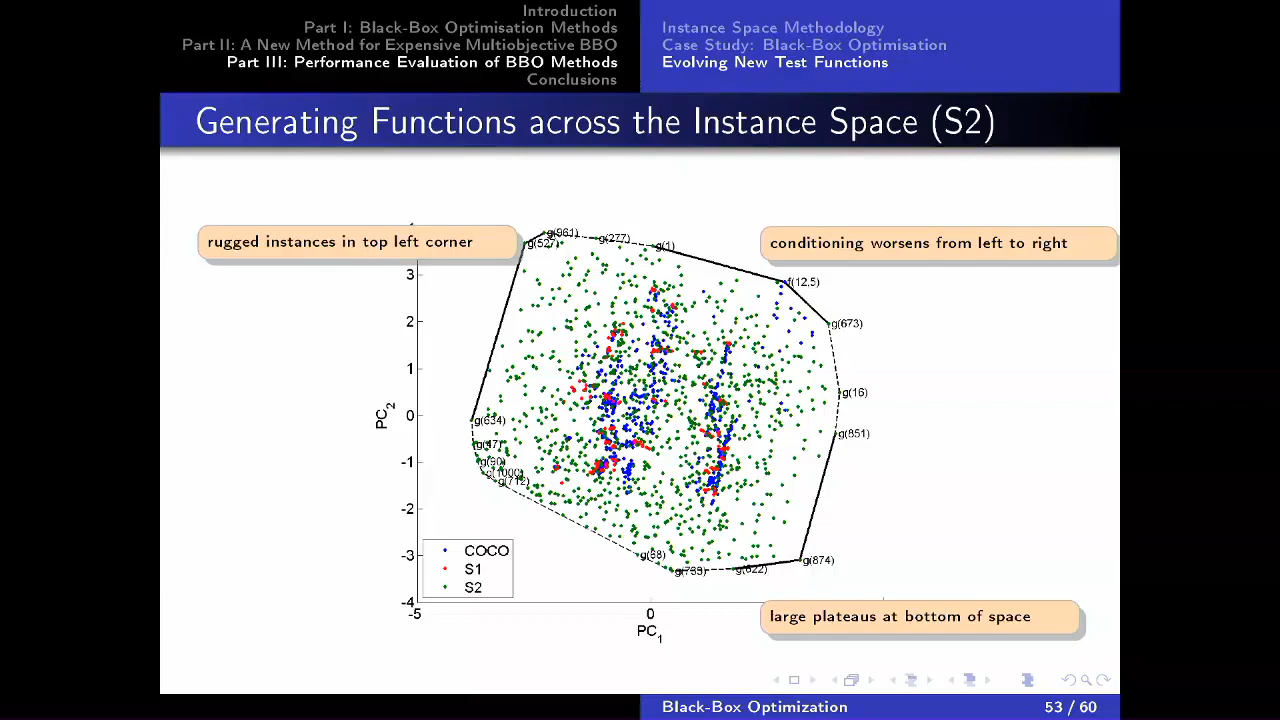 Introduction
Part I: Black-Box Optimisation Methods
Part II: A New Method for Expensive Multiobjective BBO
Part III: Performance Evaluation of BBO Methods
Conclusions
Instance Space Methodology
Case Study: Black-Box Optimisation
Evolving New Test Functions
Generating Functions across the Instance Space (S2)
rugged instances in top left corner
conditioning worsens from left to right
g(961)
g(527)
g(277)
g(1)
f(12,5)
g(673)
g(16)
g(851)
g(634)
g(47)
g(90)
g(1000)
g(712)
g(68)
g(733)
g(622)
g(874)
3
2
1
0
-1
-2
-3
-4
PC2
COCO
S1
S2
-5
0
PC1
large plateaus at bottom of space
Black-Box Optimization
53 / 60